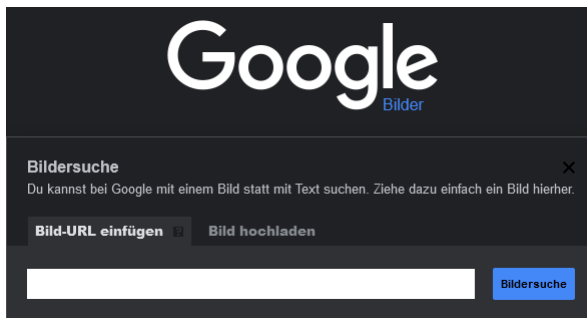 Google
Bilder
Bildersuche
Du kannst bei Google mit einem Bild statt mit Text suchen. Ziehe dazu einfach ein Bild hierher.
Bild-URL einfügen ? Bild hochladen
Bildersuche